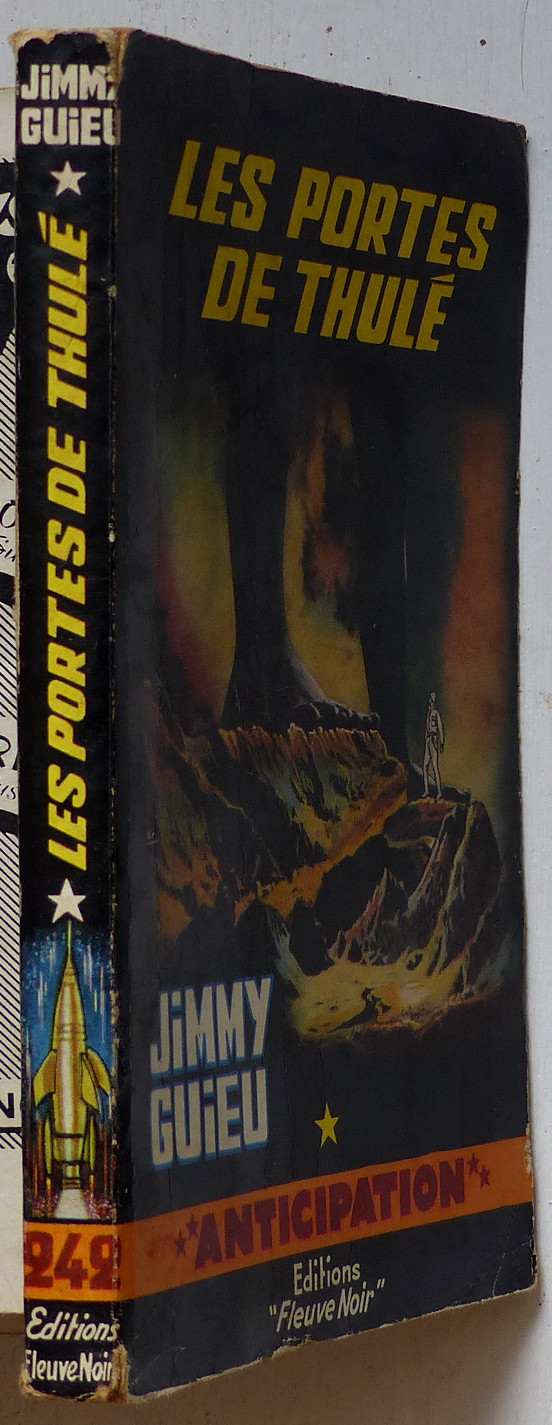 JiMMY
GUiEU
LES PORTES DE THULÉ
242
Editions
Fleuve Noir
LES PORTES
DE THULÉ
JiMMY
GUiEU
ANTICIPATION
Editions
"Fleuve Noir"